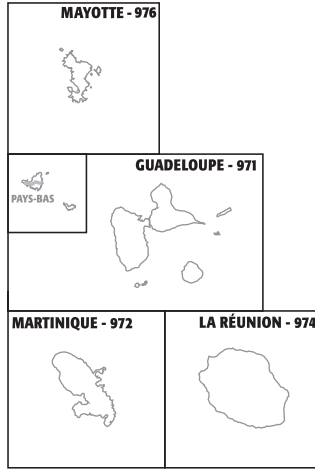 MAYOTTE - 976
GUADELOUPE - 971
PAYS-BAS
MARTINIQUE - 972
LA RÉUNION - 974